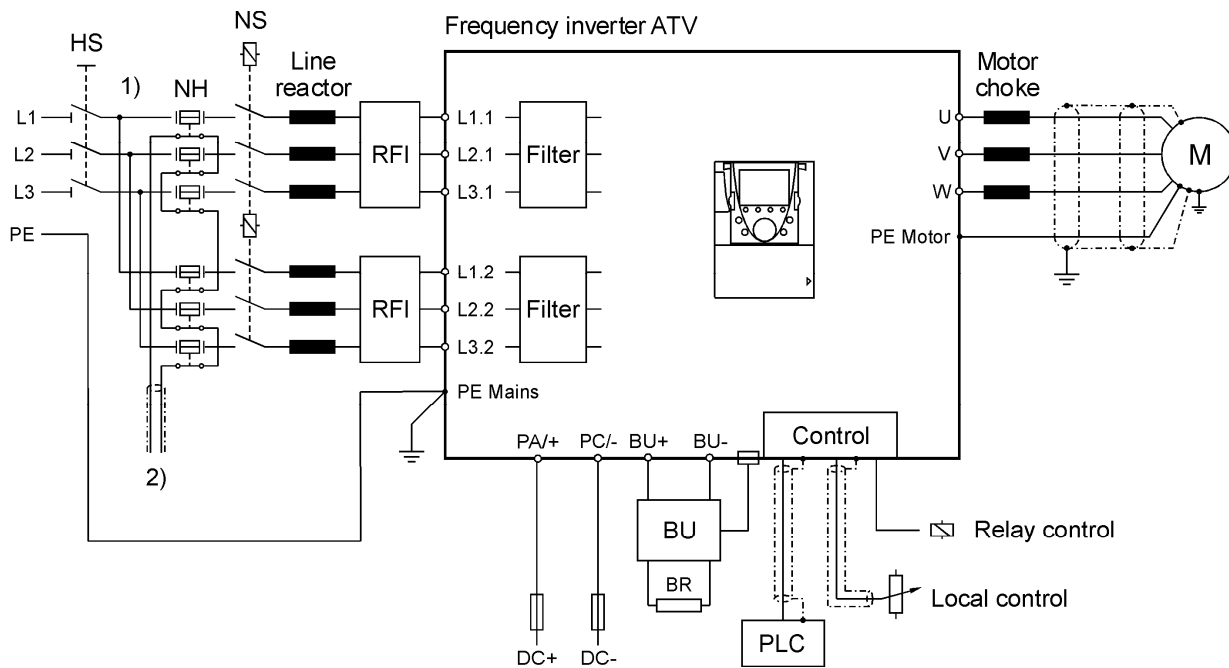 Frequency inverter ATV
HS
NS
1)
NH
Line
reactor
Motor
choke
L1
L2
L3
PE
RFI
L1.1
L2.1
L3.1
Filter
U
V
W
PE Motor
M
RFI
L1.2
L2.2
L3.2
Filter
PE Mains
2)
PA/+
PC/-
BU+
BU-
Control
BU
BR
Relay control
Local control
PLC
DC+
DC-